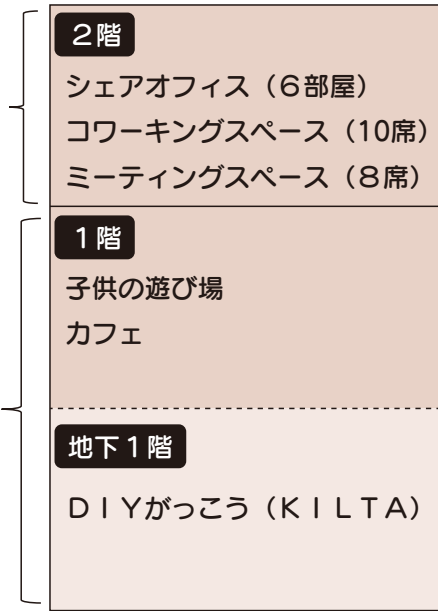 ２階
シェアオフィス（６部屋）
コワーキングスペース（10席）
ミーティングスペース（８席）
１階
子供の遊び場
カフェ
地下１階
ＤＩＹがっこう（ＫＩＬＴＡ）